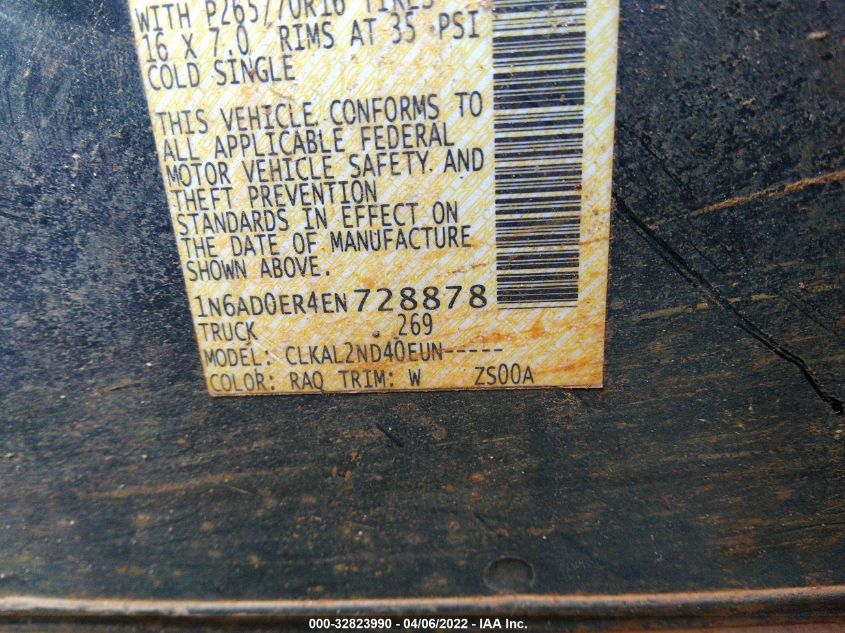 WITH P265/70R16 TIRES
16 X 7.0 RIMS AT 35 PSI
COLD SINGLE
THIS VEHICLE CONFORMS TO
ALL APPLICABLE FEDERAL
MOTOR VEHICLE SAFETY AND
THEFT PREVENTION
STANDARDS IN EFFECT ON
THE DATE OF MANUFACTURE
SHOWN ABOVE.
1N6AD0ER4EN728878
TRUCK 269
MODEL: CLKAL2ND40EUN-----
COLOR: RAQ TRIM: W ZS00A
000-32823990 - 04/06/2022 - IAA Inc.